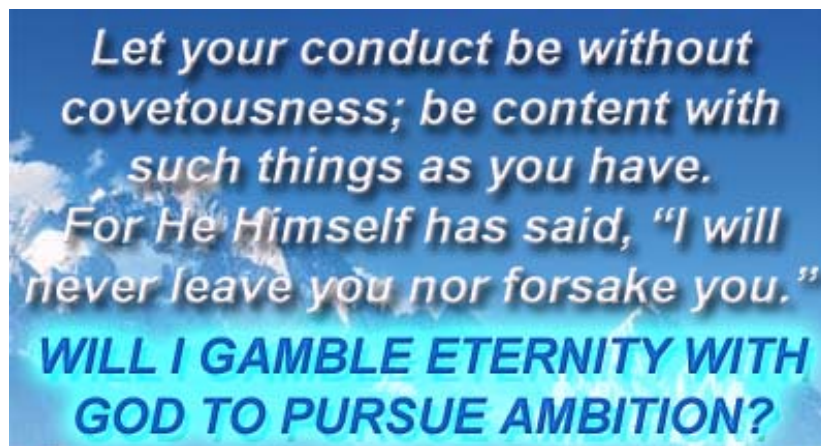 Let your conduct be without
covetousness; be content with
such things as you have.
For He Himself has said, “I will
never leave you nor forsake you.”
WILL I GAMBLE ETERNITY WITH
GOD TO PURSUE AMBITION?